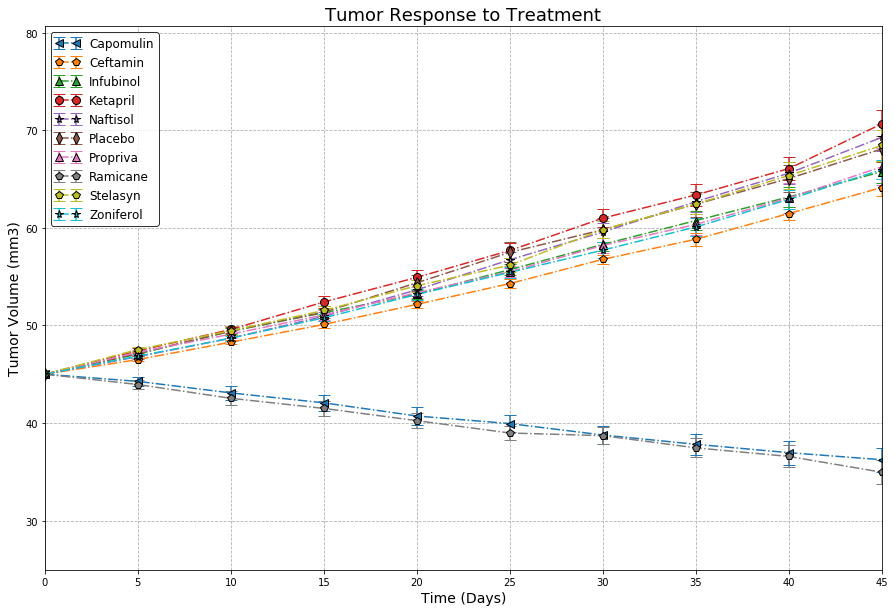 Tumor Response to Treatment
80
70
60
50
40
30
Tumor Volume (mm3)
Capomulin
Ceftamin
Infubinol
Ketapril
Naftisol
Placebo
Propriva
Ramicane
Stelasyn
Zoniferol
0 5 10 15 20 25 30 35 40 45
Time (Days)